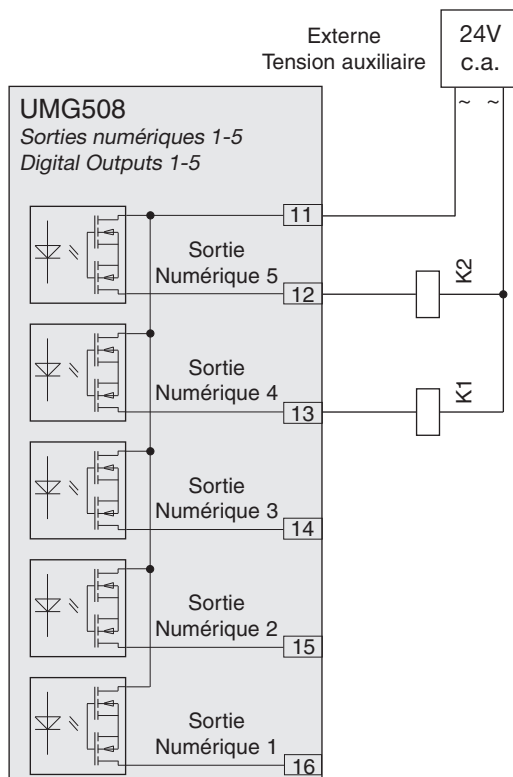 Externe
Tension auxiliaire
24V
c.a.
~ ~
UMG508
Sorties numériques 1-5
Digital Outputs 1-5
11
Sortie
Numérique 5
12
K2
Sortie
Numérique 4
13
K1
Sortie
Numérique 3
14
Sortie
Numérique 2
15
Sortie
Numérique 1
16